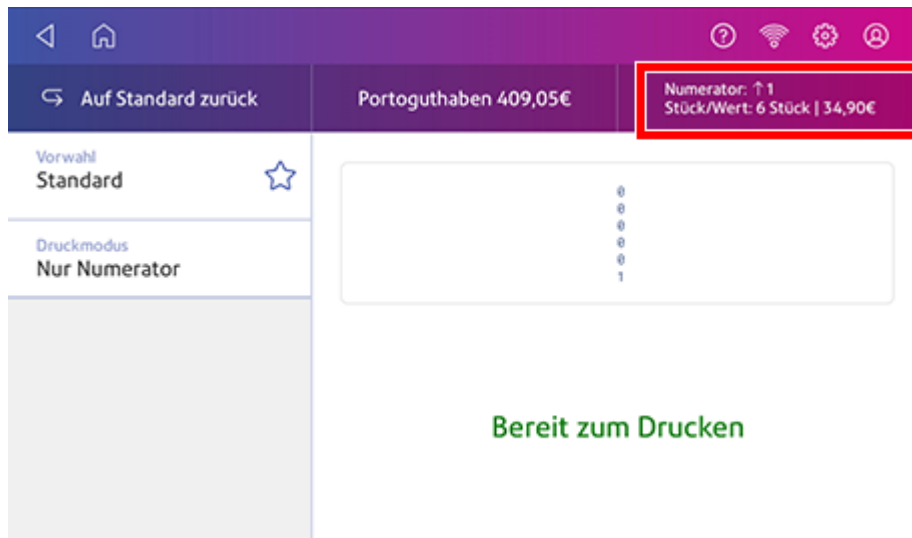 Auf Standard zurück
Portoguthaben 409,05€
Numerator: ↑1
Stück/Wert: 6 Stück | 34,90€
Vorwahl
Standard
Druckmodus
Nur Numerator
0
0
0
0
0
1
Bereit zum Drucken